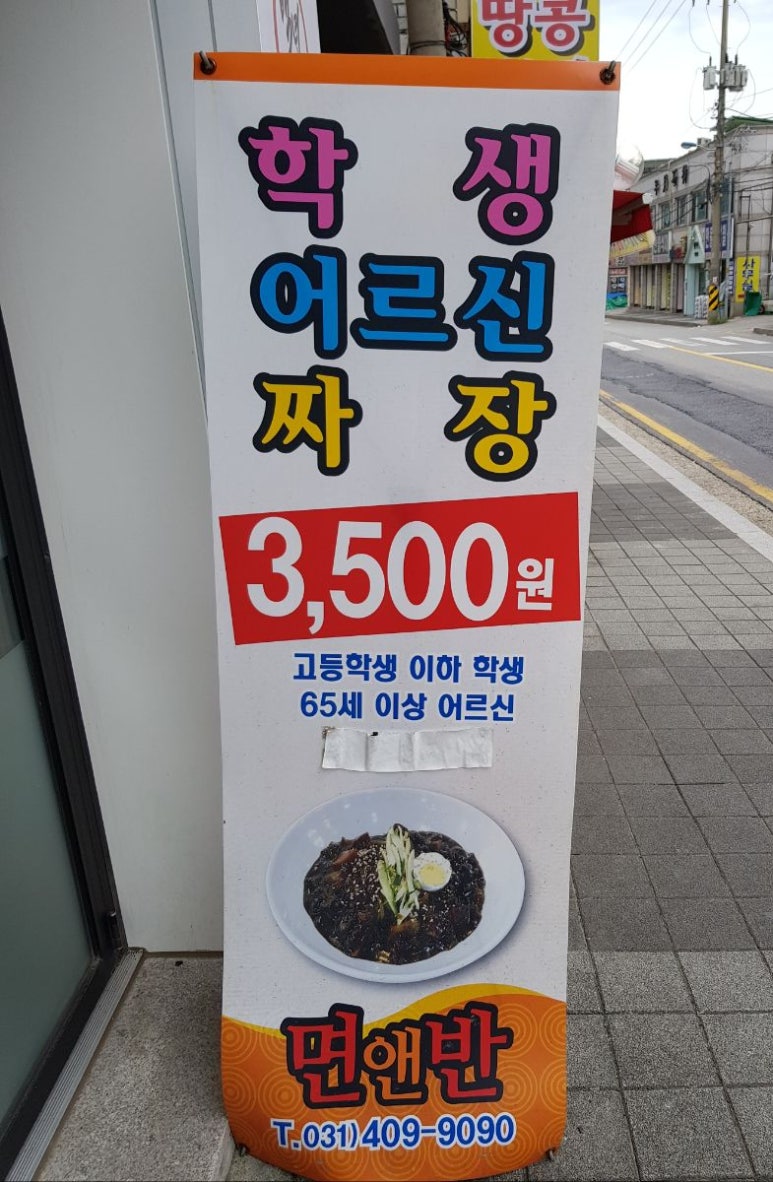 땅콩
학 생
어르신
짜 장
3,500원
고등학생 이하 학생
65세 이상 어르신
면앤반
T.031)409-9090